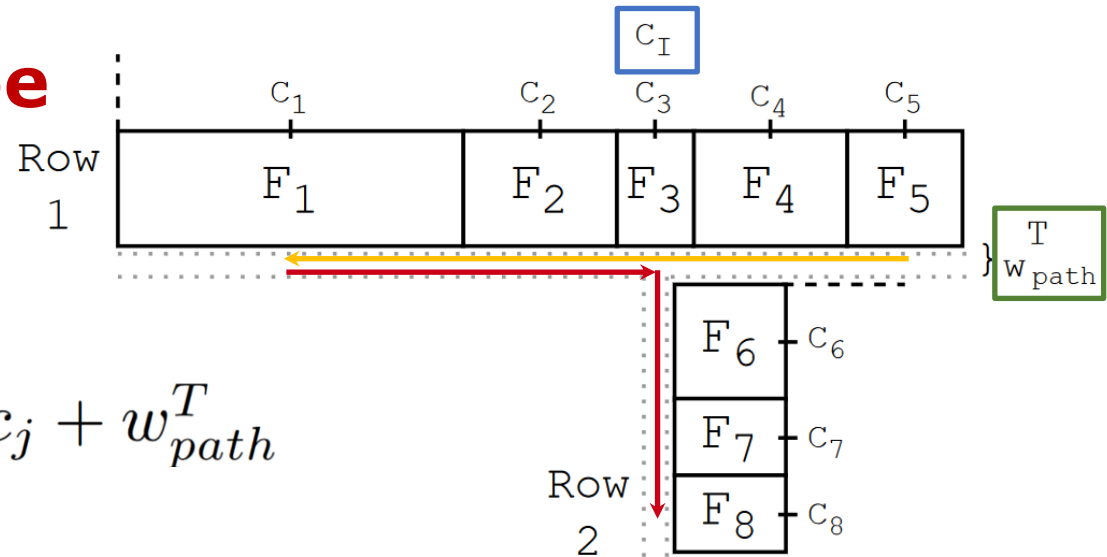 e
C_I
C_1 C_2 C_3 C_4 C_5
Row 1
F_1 F_2 F_3 F_4 F_5
} w^T_path
F_6 C_6
c_j + w^T_path
F_7 C_7
Row 2
F_8 C_8